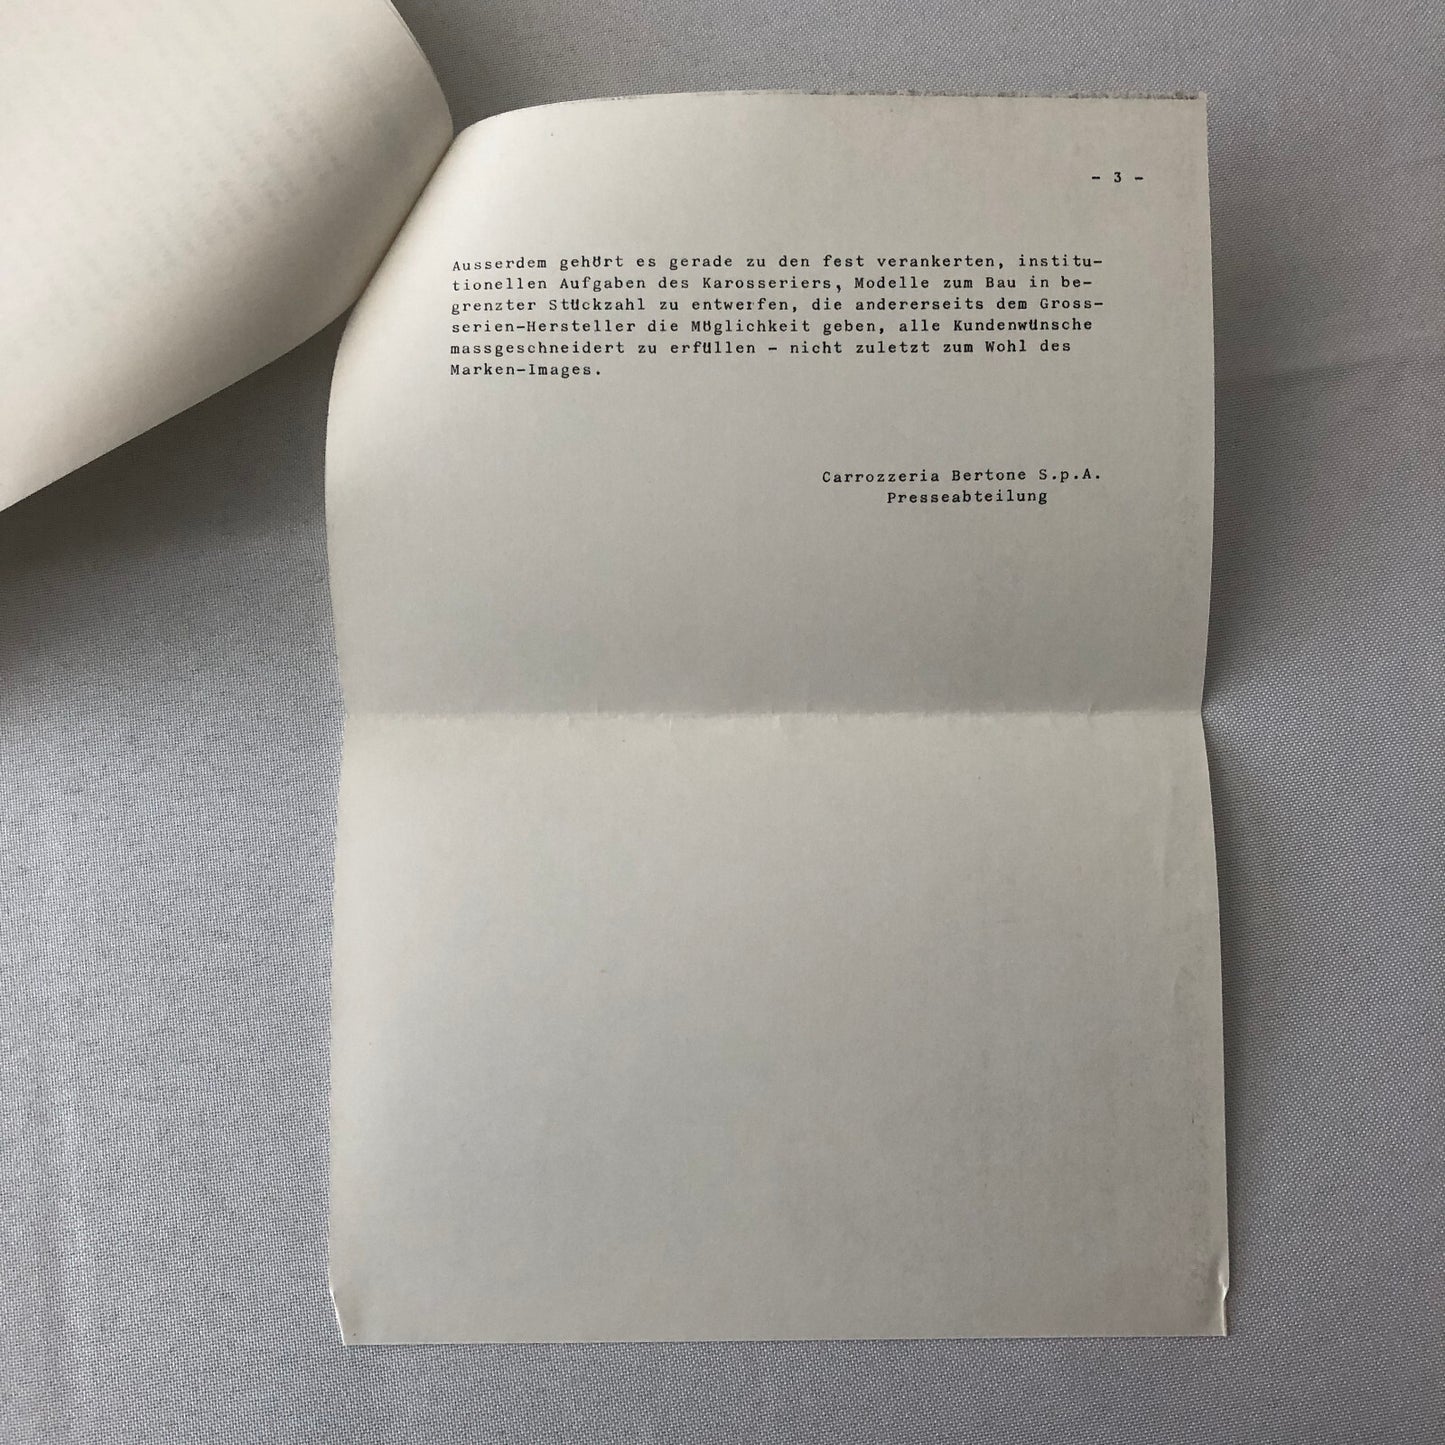 - 3 -
Ausserdem gehört es gerade zu den fest verankerten, institu-
tionellen Aufgaben des Karosseriers, Modelle zum Bau in be-
grenzter Stückzahl zu entwerfen, die andererseits dem Gross-
serien-Hersteller die Möglichkeit geben, alle Kundenwünsche
massgeschneidert zu erfüllen - nicht zuletzt zum Wohl des
Marken-Images.
Carrozzeria Bertone S.p.A.
Presseabteilung